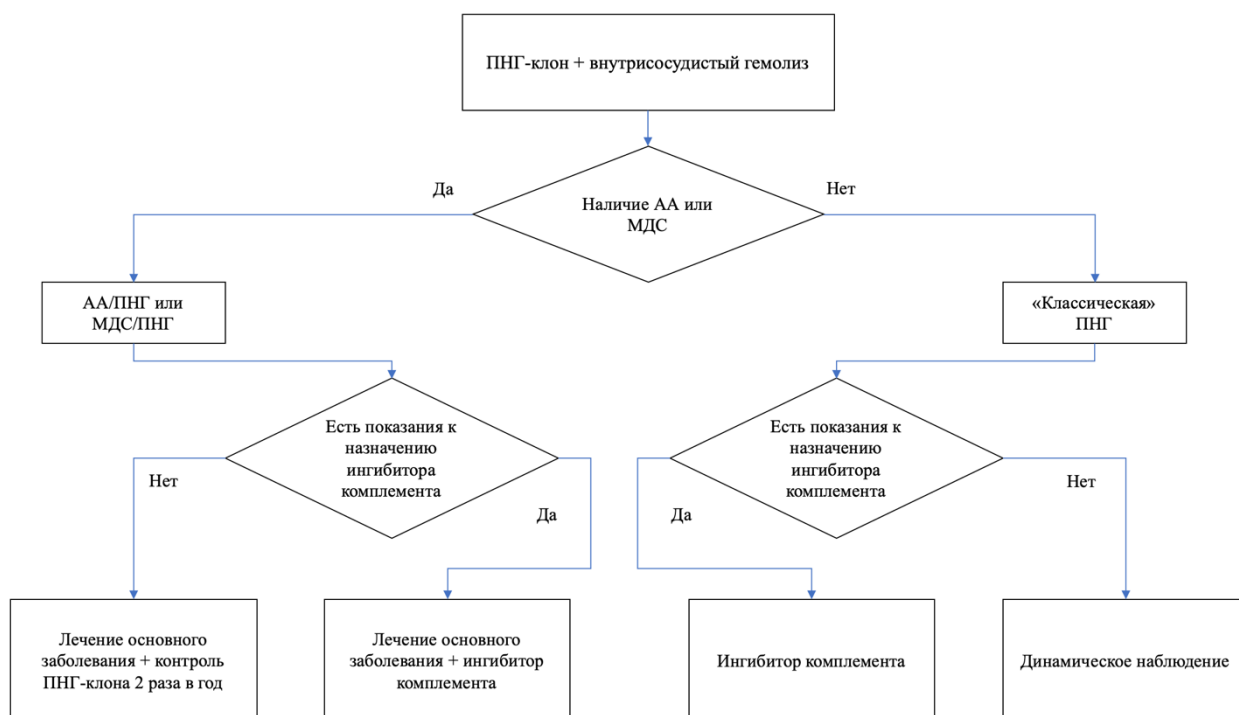 ПНГ-клон + внутрисосудистый гемолиз
Да
Нет
Наличие АА или
МДС
АА/ПНГ или
МДС/ПНГ
«Классическая»
ПНГ
Есть показания к
назначению
ингибитора
комплемента
Есть показания к
назначению
ингибитора
комплемента
Нет
Да
Да
Нет
Лечение основного
заболевания + контроль
ПНГ-клона 2 раза в год
Лечение основного
заболевания + ингибитор
комплемента
Ингибитор комплемента
Динамическое наблюдение